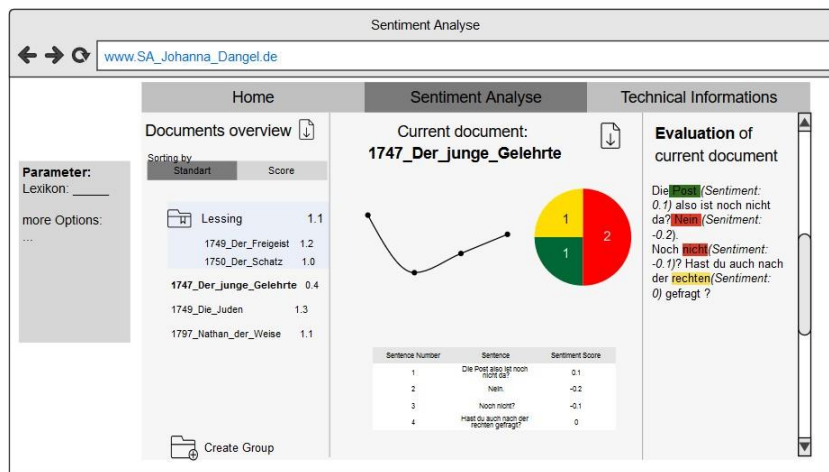 Sentiment Analyse
www.SA_Johanna_Dangel.de
Home
Sentiment Analyse
Technical Informations
Parameter:
Lexikon: _____
more Options:
...
Documents overview
Sorting by
Standart
Score
Lessing 1.1
1749_Der_Freigeist 1.2
1750_Der_Schatz 1.0
1747_Der_junge_Gelehrte 0.4
1749_Die_Juden 1.3
1797_Nathan_der_Weise 1.1
Create Group
Current document:
1747_Der_junge_Gelehrte
1
2
1
Sentence Number Sentence Sentiment Score
1 Die Post also ist noch
nicht da? 0.1
2 Nein. -0.2
3 Noch nicht? -0.1
4 Hast du auch nach der
rechten gefragt? 0
Evaluation of
current document
Die Post (Sentiment:
0.1) also ist noch nicht
da? Nein (Senitment:
-0.2).
Noch nicht(Sentiment:
-0.1)? Hast du auch nach
der rechten(Sentiment:
0) gefragt ?